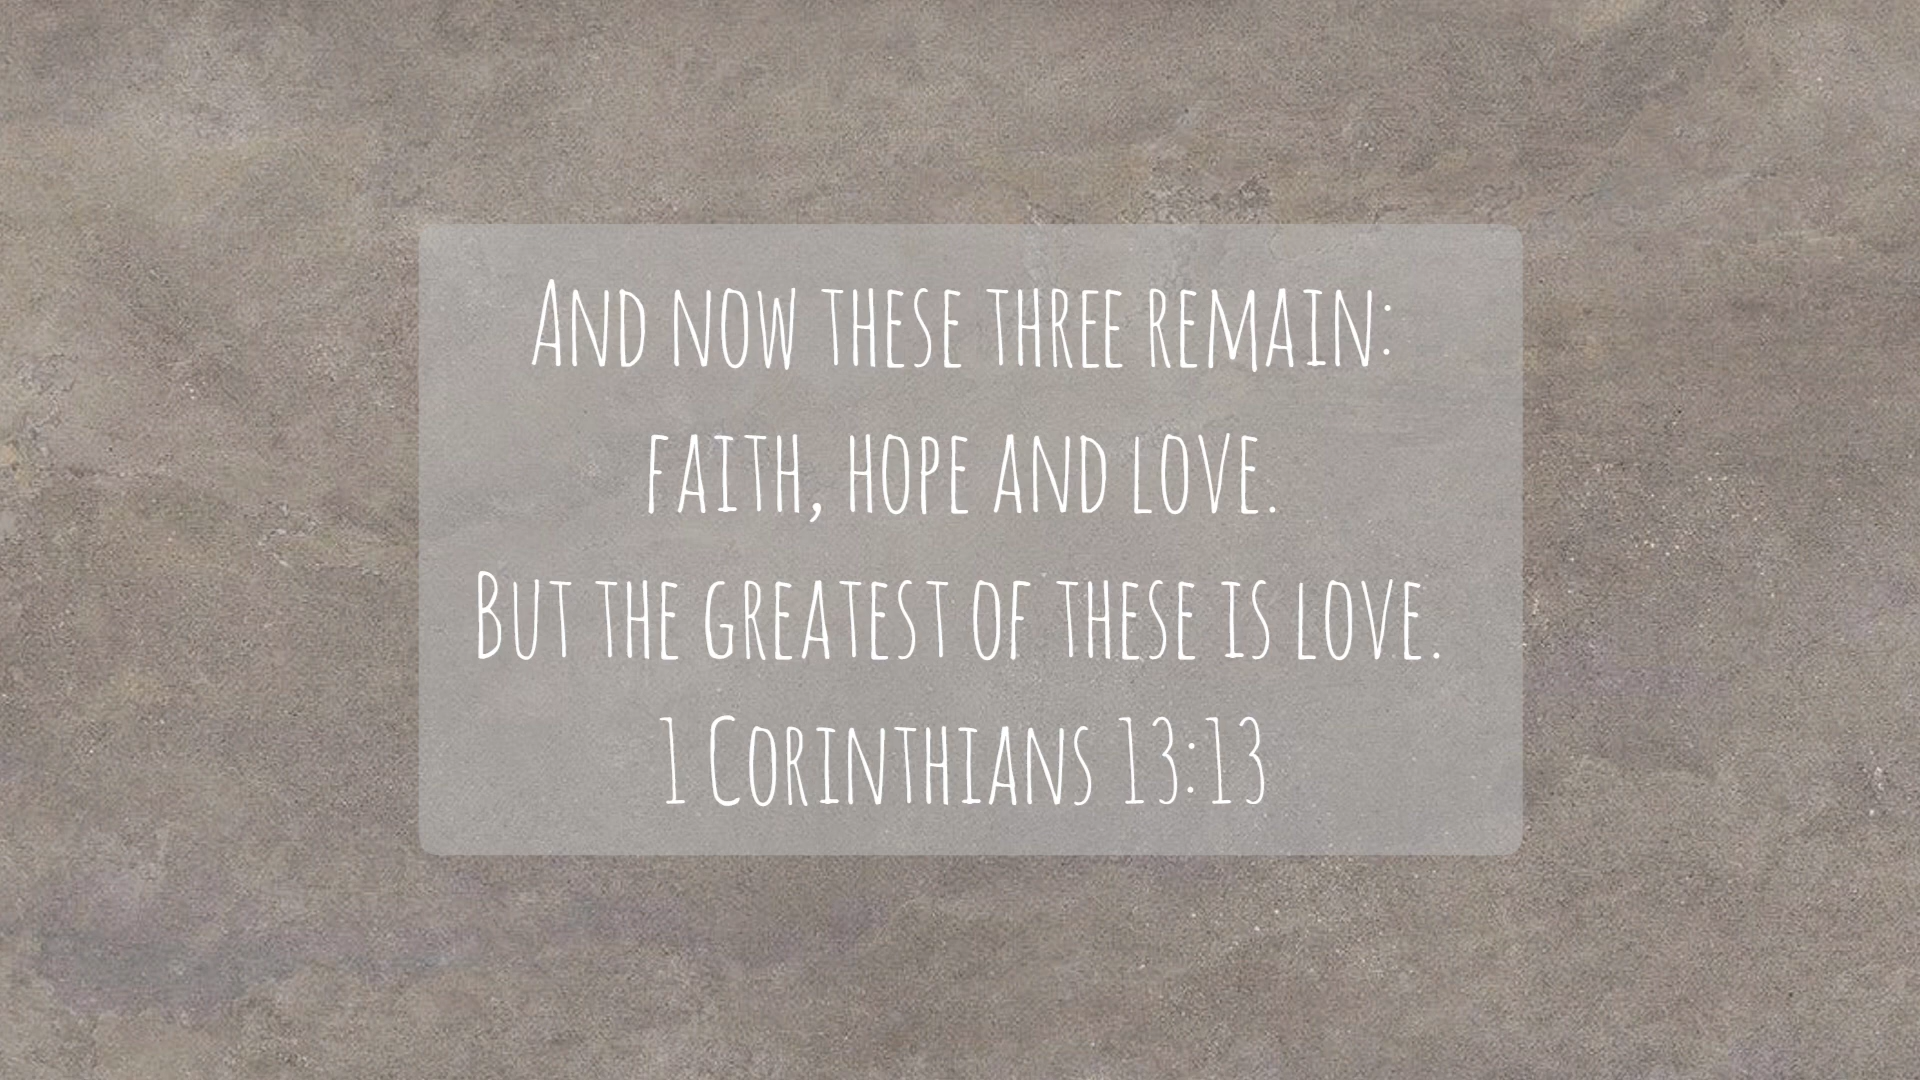 And now these three remain:
faith, hope and love.
But the greatest of these is love.
1 Corinthians 13:13